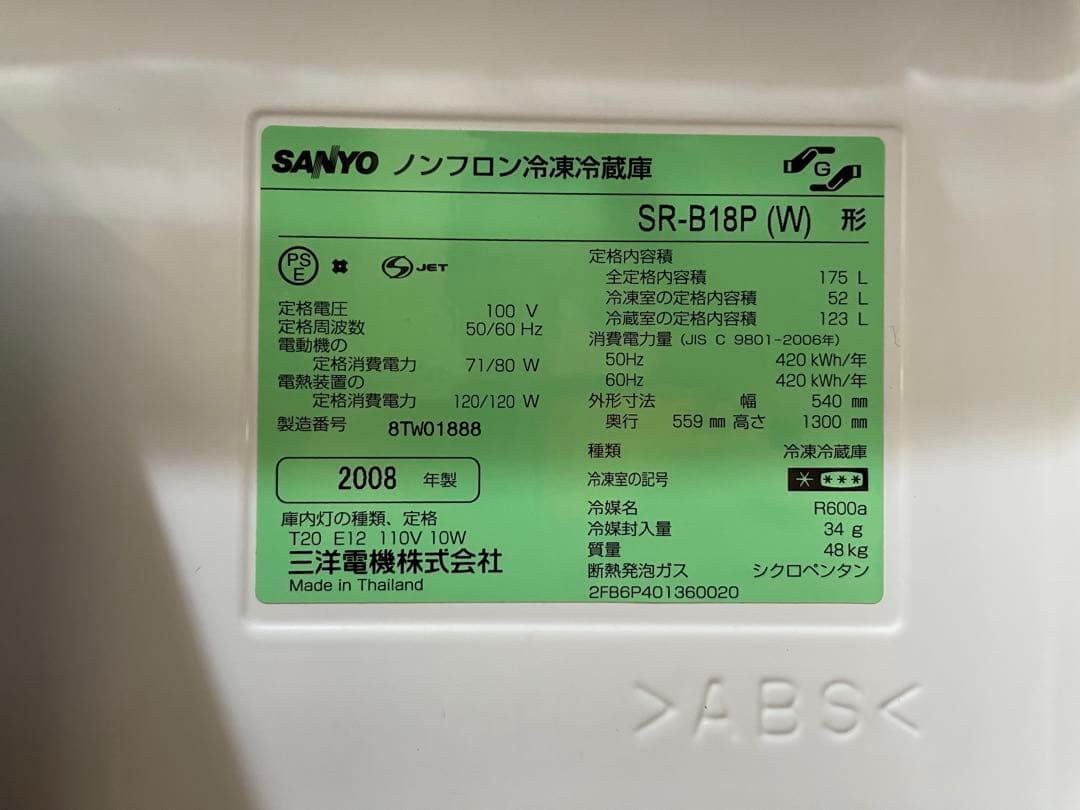 SANYO ノンフロン冷凍冷蔵庫 G
SR-B18P (W) 形
PS E JET
定格電圧 100 V
定格周波数 50/60 Hz
電動機の
定格消費電力 71/80 W
電熱装置の
定格消費電力 120/120 W
製造番号 8TW01888
2008 年製
庫内灯の種類、定格
T20 E12 110V 10W
三洋電機株式会社
Made in Thailand
定格内容積
全定格内容積 175 L
冷凍室の定格内容積 52 L
冷蔵室の定格内容積 123 L
消費電力量 (JIS C 9801-2006年)
50Hz 420 kWh/年
60Hz 420 kWh/年
外形寸法 幅 540 mm
奥行 559 mm 高さ 1300 mm
種類 冷凍冷蔵庫
冷凍室の記号 * ***
冷媒名 R600a
冷媒封入量 34 g
質量 48 kg
断熱発泡ガス シクロペンタン
2FB6P401360020
>ABS<